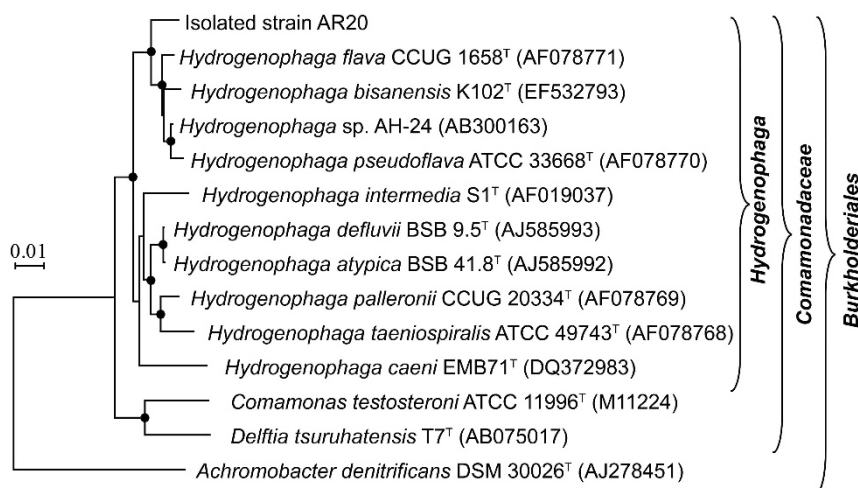 Isolated strain AR20
Hydrogenophaga flava CCUG 1658ᵀ (AF078771)
Hydrogenophaga bisanensis K102ᵀ (EF532793)
Hydrogenophaga sp. AH-24 (AB300163)
Hydrogenophaga pseudoflava ATCC 33668ᵀ (AF078770)
Hydrogenophaga intermedia S1ᵀ (AF019037)
Hydrogenophaga defluvii BSB 9.5ᵀ (AJ585993)
0.01
Hydrogenophaga atypica BSB 41.8ᵀ (AJ585992)
Hydrogenophaga palleronii CCUG 20334ᵀ (AF078769)
Hydrogenophaga taeniospiralis ATCC 49743ᵀ (AF078768)
Hydrogenophaga caeni EMB71ᵀ (DQ372983)
Comamonas testosteroni ATCC 11996ᵀ (M11224)
Delftia tsuruhatensis T7ᵀ (AB075017)
Achromobacter denitrificans DSM 30026ᵀ (AJ278451)
Hydrogenophaga
Comamonadaceae
Burkholderiales